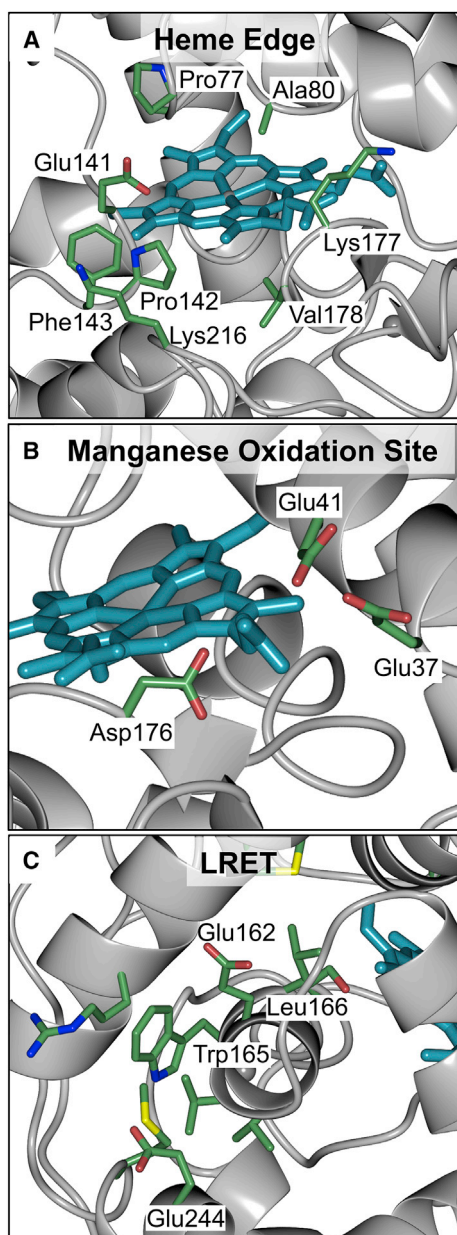 A Heme Edge
Pro77
Ala80
Glu141
Lys177
Pro142
Val178
Phe143
Lys216
B Manganese Oxidation Site
Glu41
Glu37
Asp176
C LRET
Glu162
Leu166
Trp165
Glu244